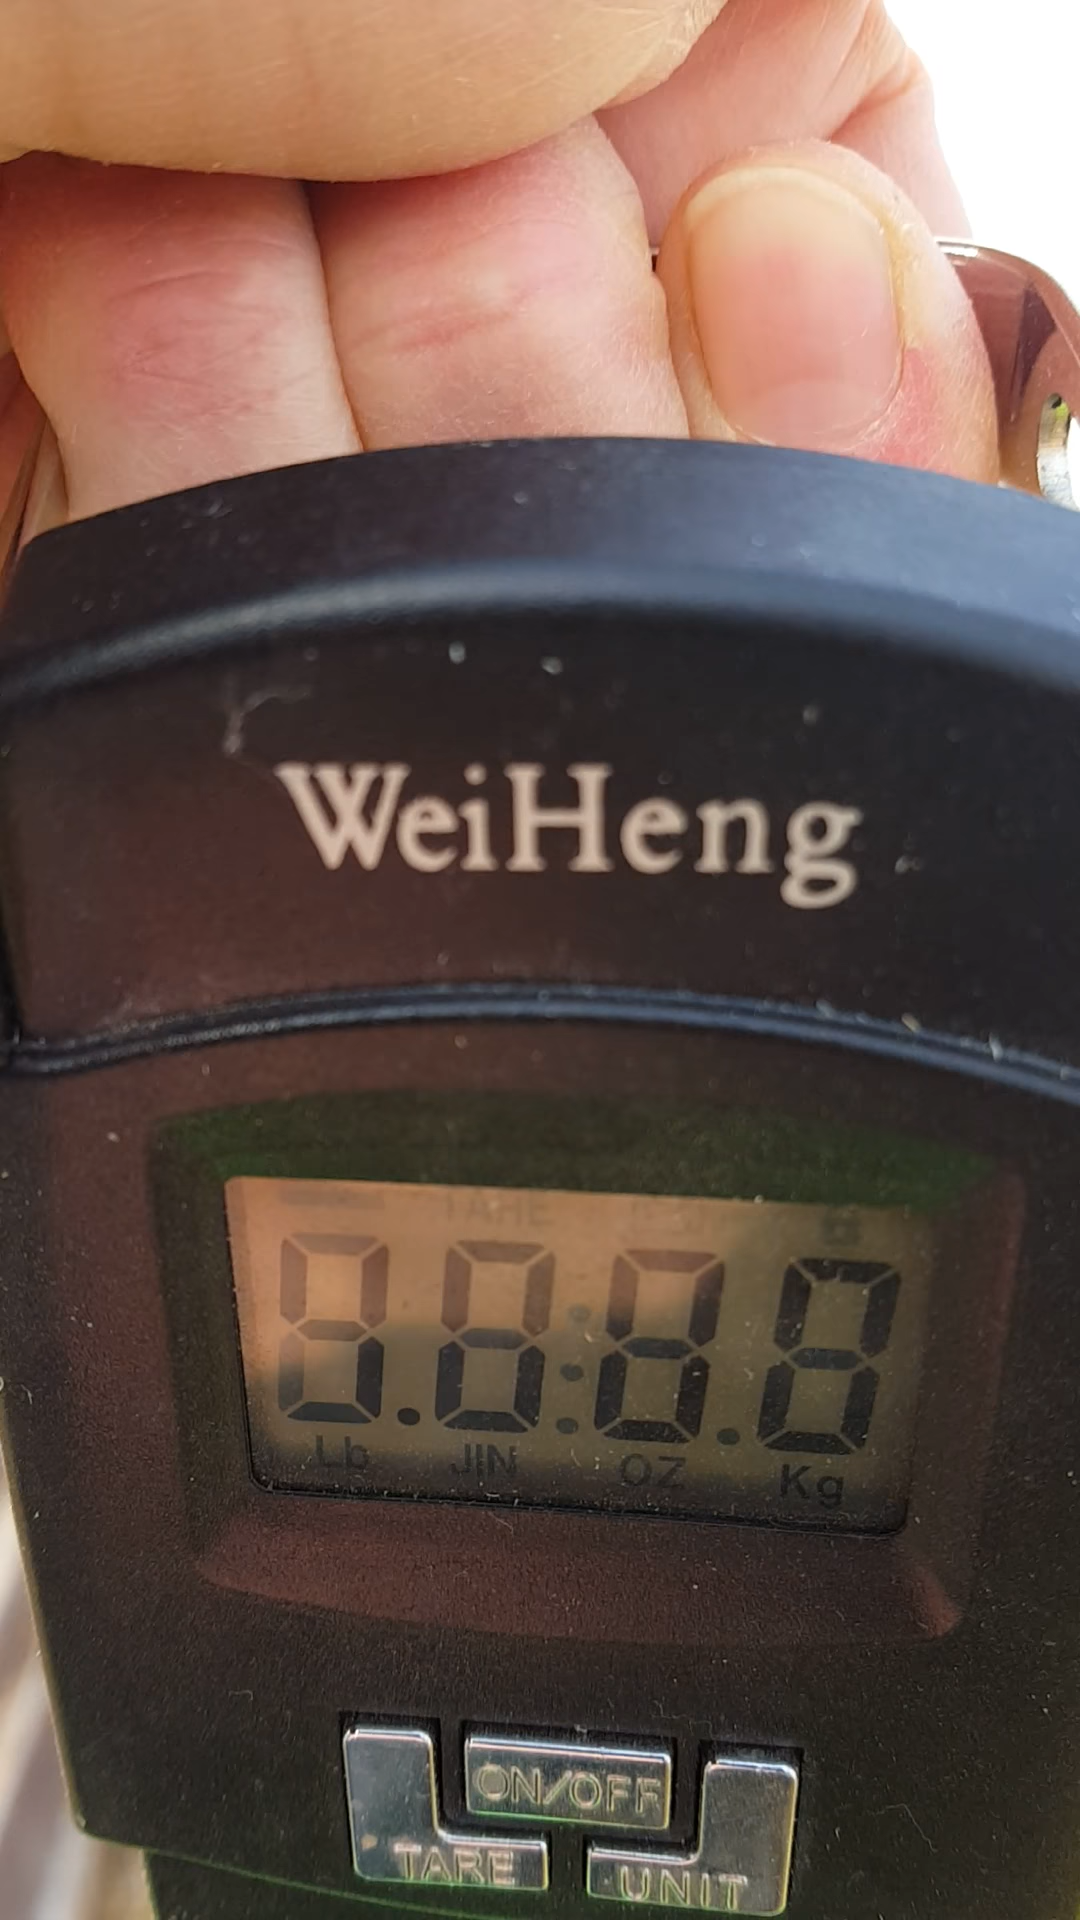 WeiHeng
TARE
8.8:8.8
Lb JIN OZ Kg
ON/OFF
TARE UNIT